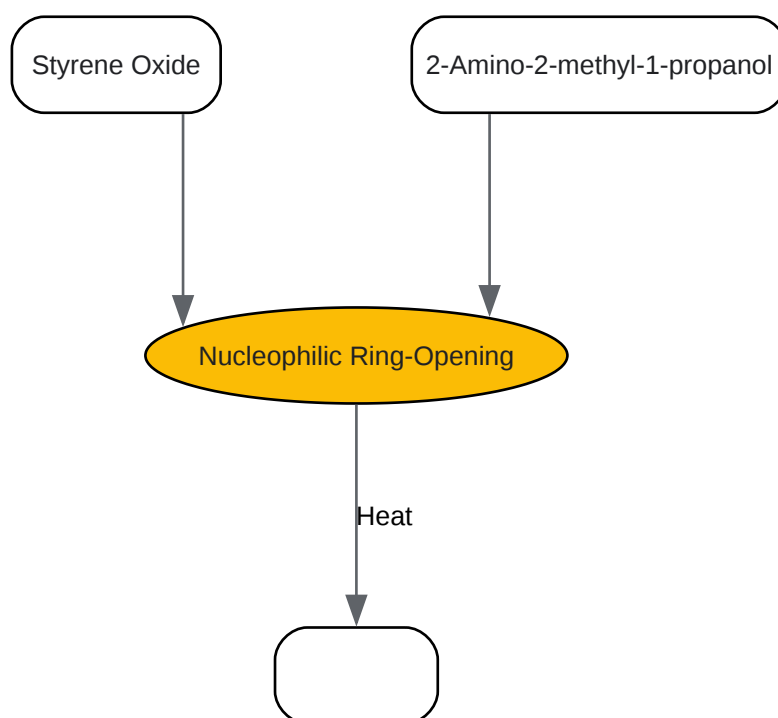 Styrene Oxide
2-Amino-2-methyl-1-propanol
Nucleophilic Ring-Opening
Heat